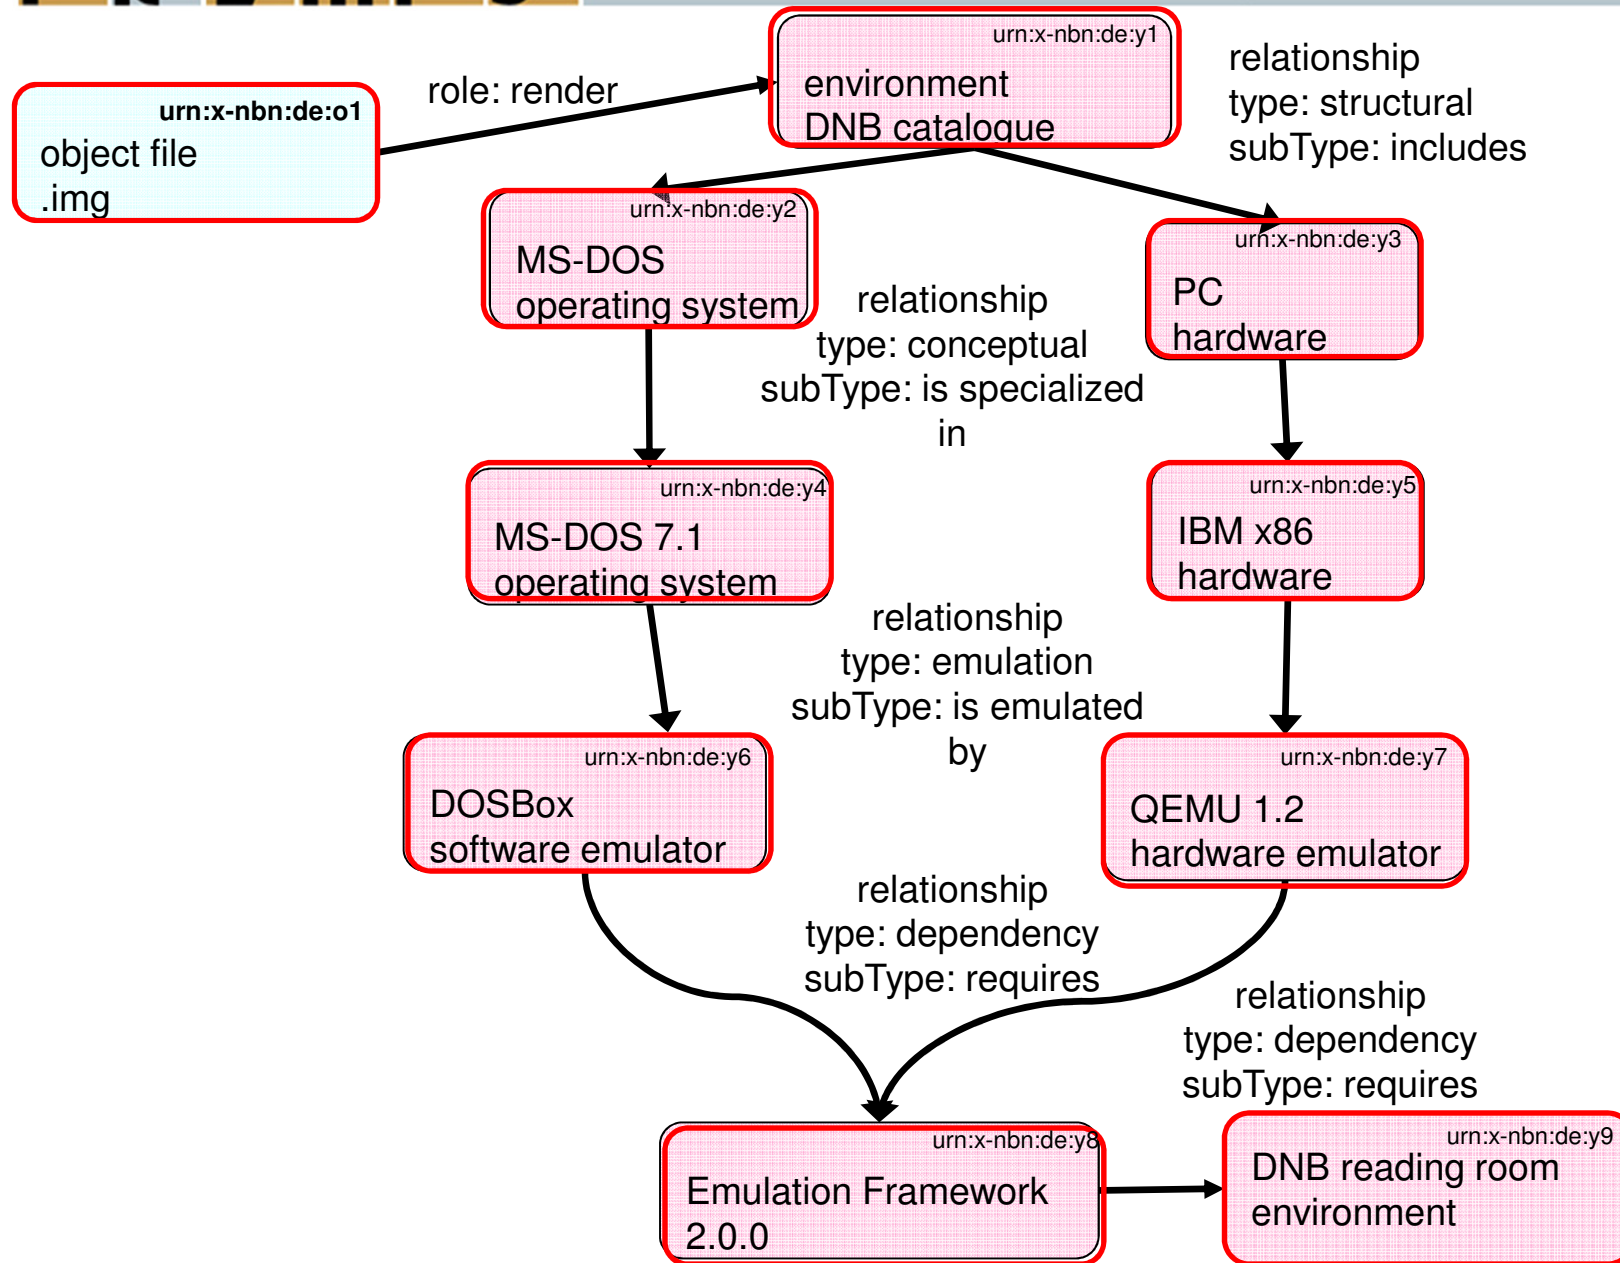 urn:x-nbn:de:y1
environment
DNB catalogue
relationship
type: structural
subType: includes
role: render
urn:x-nbn:de:o1
object file
.img
urn:x-nbn:de:y2
MS-DOS
operating system
urn:x-nbn:de:y3
PC
hardware
relationship
type: conceptual
subType: is specialized
in
urn:x-nbn:de:y4
MS-DOS 7.1
operating system
urn:x-nbn:de:y5
IBM x86
hardware
relationship
type: emulation
subType: is emulated
by
urn:x-nbn:de:y6
DOSBox
software emulator
urn:x-nbn:de:y7
QEMU 1.2
hardware emulator
relationship
type: dependency
subType: requires
relationship
type: dependency
subType: requires
urn:x-nbn:de:y8
Emulation Framework
2.0.0
urn:x-nbn:de:y9
DNB reading room
environment